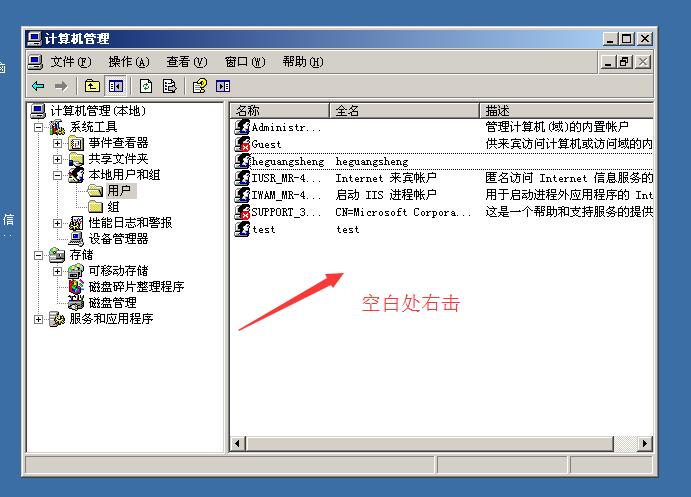 计算机管理
文件(F) 操作(A) 查看(V) 窗口(W) 帮助(H)
计算机管理(本地)
系统工具
事件查看器
共享文件夹
本地用户和组
用户
组
性能日志和警报
设备管理器
存储
可移动存储
磁盘碎片整理程序
磁盘管理
服务和应用程序
名称 全名 描述
Administr... 管理计算机(域)的内置帐户
Guest 供来宾访问计算机或访问域的内
heguangsheng heguangsheng
IUSR_MR-4... Internet 来宾帐户 匿名访问 Internet 信息服务的
IWAM_MR-4... 启动 IIS 进程帐户 用于启动进程外应用程序的 Int
SUPPORT_3... CN=Microsoft Corpora... 这是一个帮助和支持服务的提供
test test
空白处右击
信